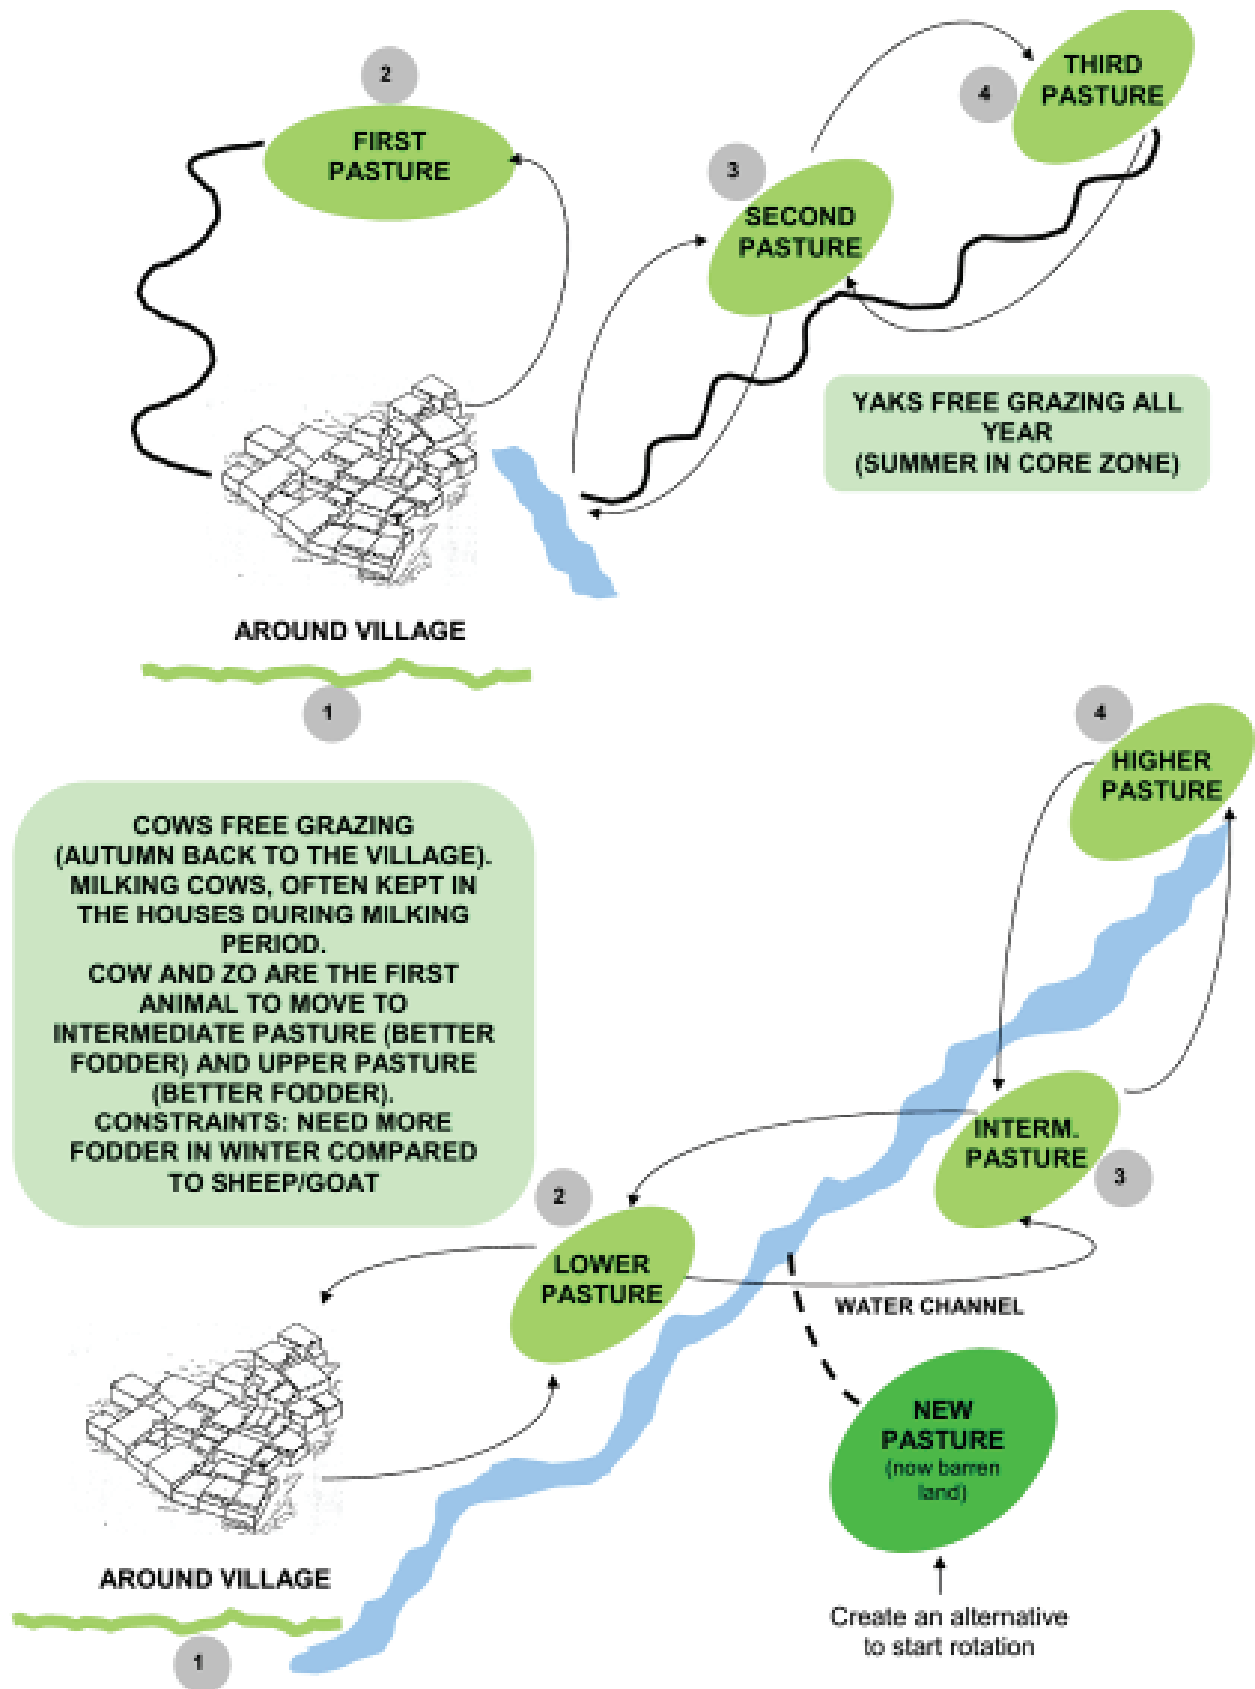 2
FIRST
PASTURE
THIRD
PASTURE
4
3
SECOND
PASTURE
YAKS FREE GRAZING ALL
YEAR
(SUMMER IN CORE ZONE)
AROUND VILLAGE
1
4
HIGHER
PASTURE
COWS FREE GRAZING
(AUTUMN BACK TO THE VILLAGE).
MILKING COWS, OFTEN KEPT IN
THE HOUSES DURING MILKING
PERIOD.
COW AND ZO ARE THE FIRST
ANIMAL TO MOVE TO
INTERMEDIATE PASTURE (BETTER
FODDER) AND UPPER PASTURE
(BETTER FODDER).
CONSTRAINTS: NEED MORE
FODDER IN WINTER COMPARED
TO SHEEP/GOAT
INTERM.
PASTURE
3
2
LOWER
PASTURE
WATER CHANNEL
NEW
PASTURE
(now barren
land)
AROUND VILLAGE
1
Create an alternative
to start rotation